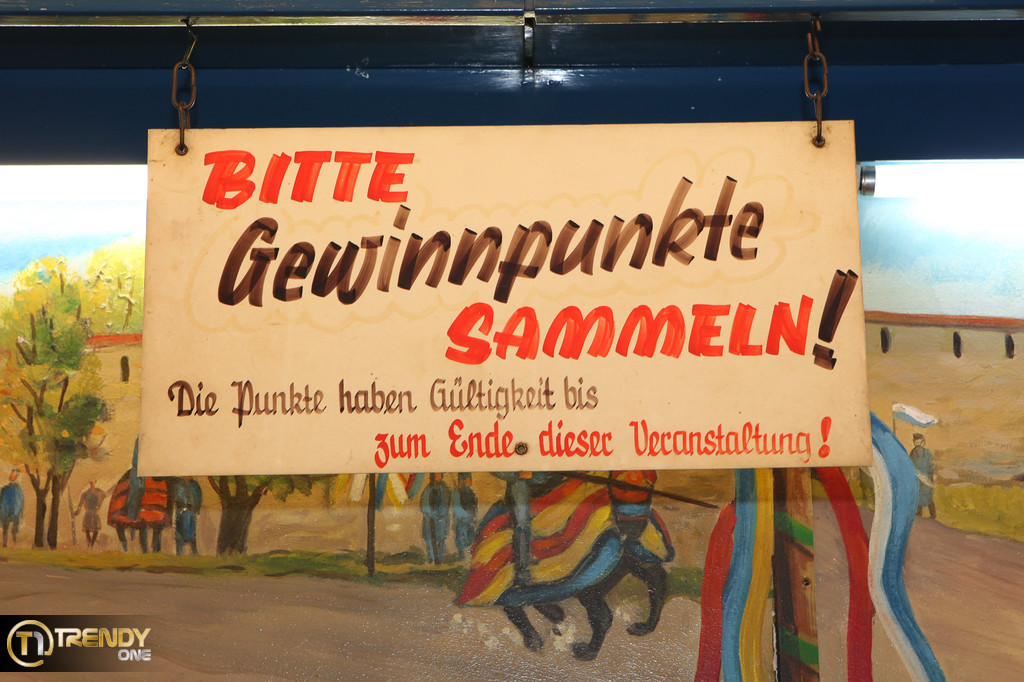 BITTE
Gewinnpunkte
SAMMELN!
Die Punkte haben Gültigkeit bis
zum Ende dieser Veranstaltung!
TRENDY
ONE